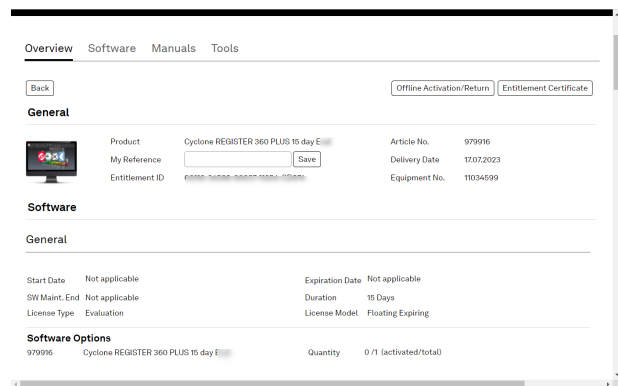 Overview Software Manuals Tools
Back Offline Activation/Return Entitlement Certificate
General
Product Cyclone REGISTER 360 PLUS 15 day Article No. 979916
My Reference Save Delivery Date 17.07.2023
Entitlement ID Equipment No. 11034599
Software
General
Start Date Not applicable Expiration Date Not applicable
SW Maint. End Not applicable Duration 15 Days
License Type Evaluation License Model Floating Expiring
Software Options
979916 Cyclone REGISTER 360 PLUS 15 day Quantity 0 /1 (activated/total)